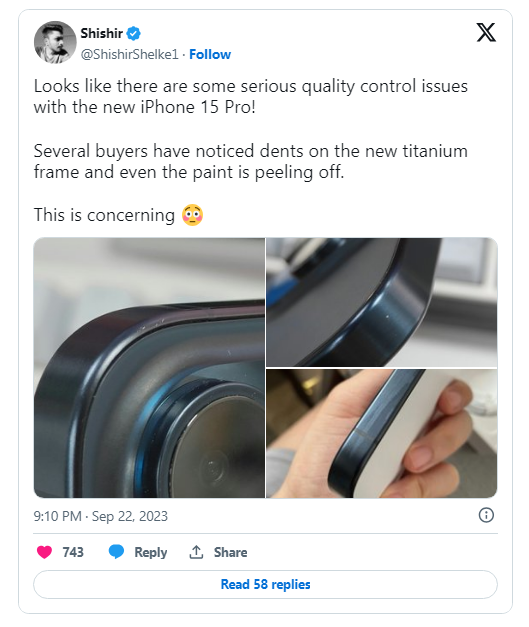 Shishir
@ShishirShelke1 · Follow
Looks like there are some serious quality control issues
with the new iPhone 15 Pro!
Several buyers have noticed dents on the new titanium
frame and even the paint is peeling off.
This is concerning 😳
9:10 PM · Sep 22, 2023
743 Reply Share
Read 58 replies